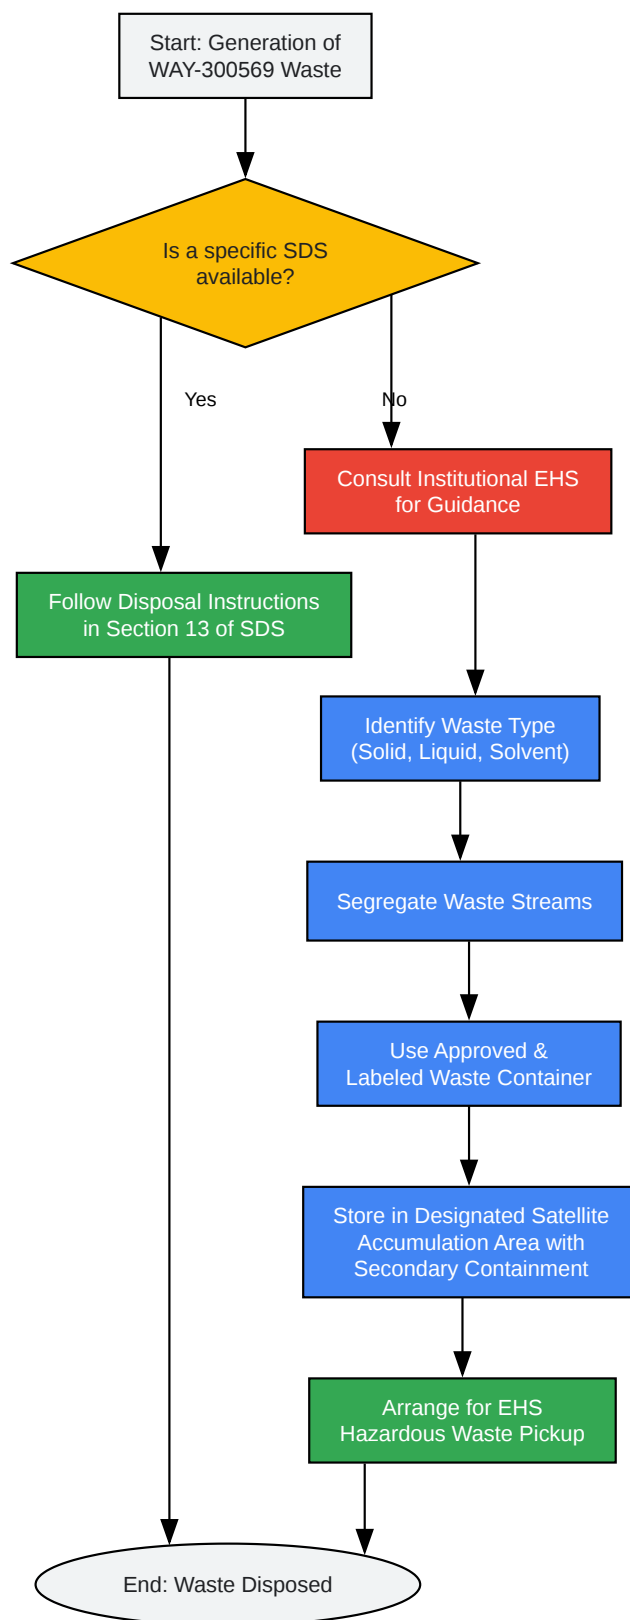 Start: Generation of
WAY-300569 Waste
Is a specific SDS
available?
Yes
No
Consult Institutional EHS
for Guidance
Follow Disposal Instructions
in Section 13 of SDS
Identify Waste Type
(Solid, Liquid, Solvent)
Segregate Waste Streams
Use Approved &
Labeled Waste Container
Store in Designated Satellite
Accumulation Area with
Secondary Containment
Arrange for EHS
Hazardous Waste Pickup
End: Waste Disposed